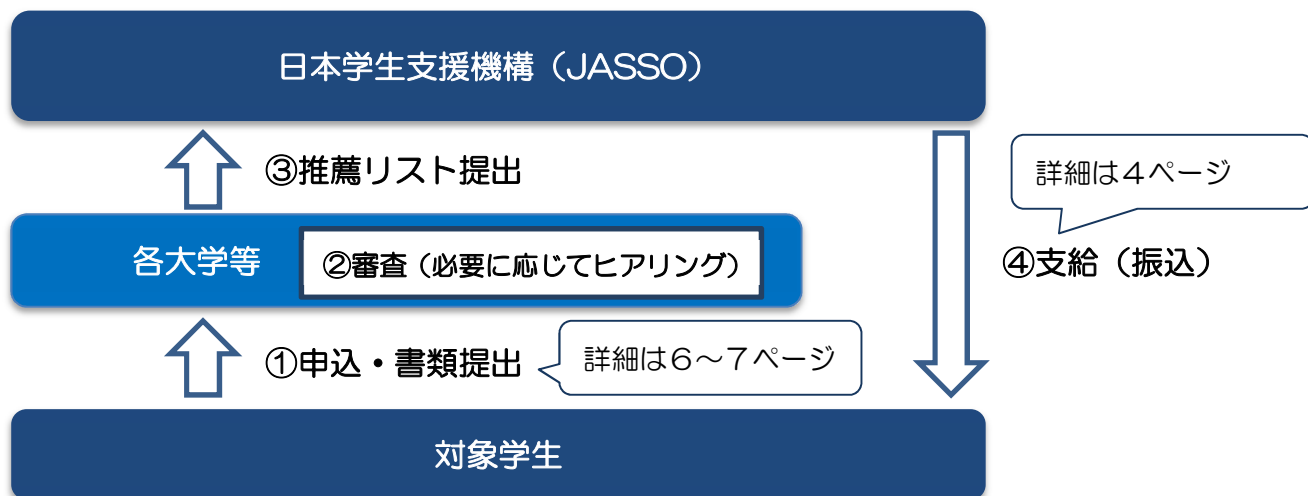 日本学生支援機構（JASSO）
③推薦リスト提出
詳細は４ページ
各大学等
②審査（必要に応じてヒアリング）
④支給（振込）
①申込・書類提出
詳細は６～７ページ
対象学生